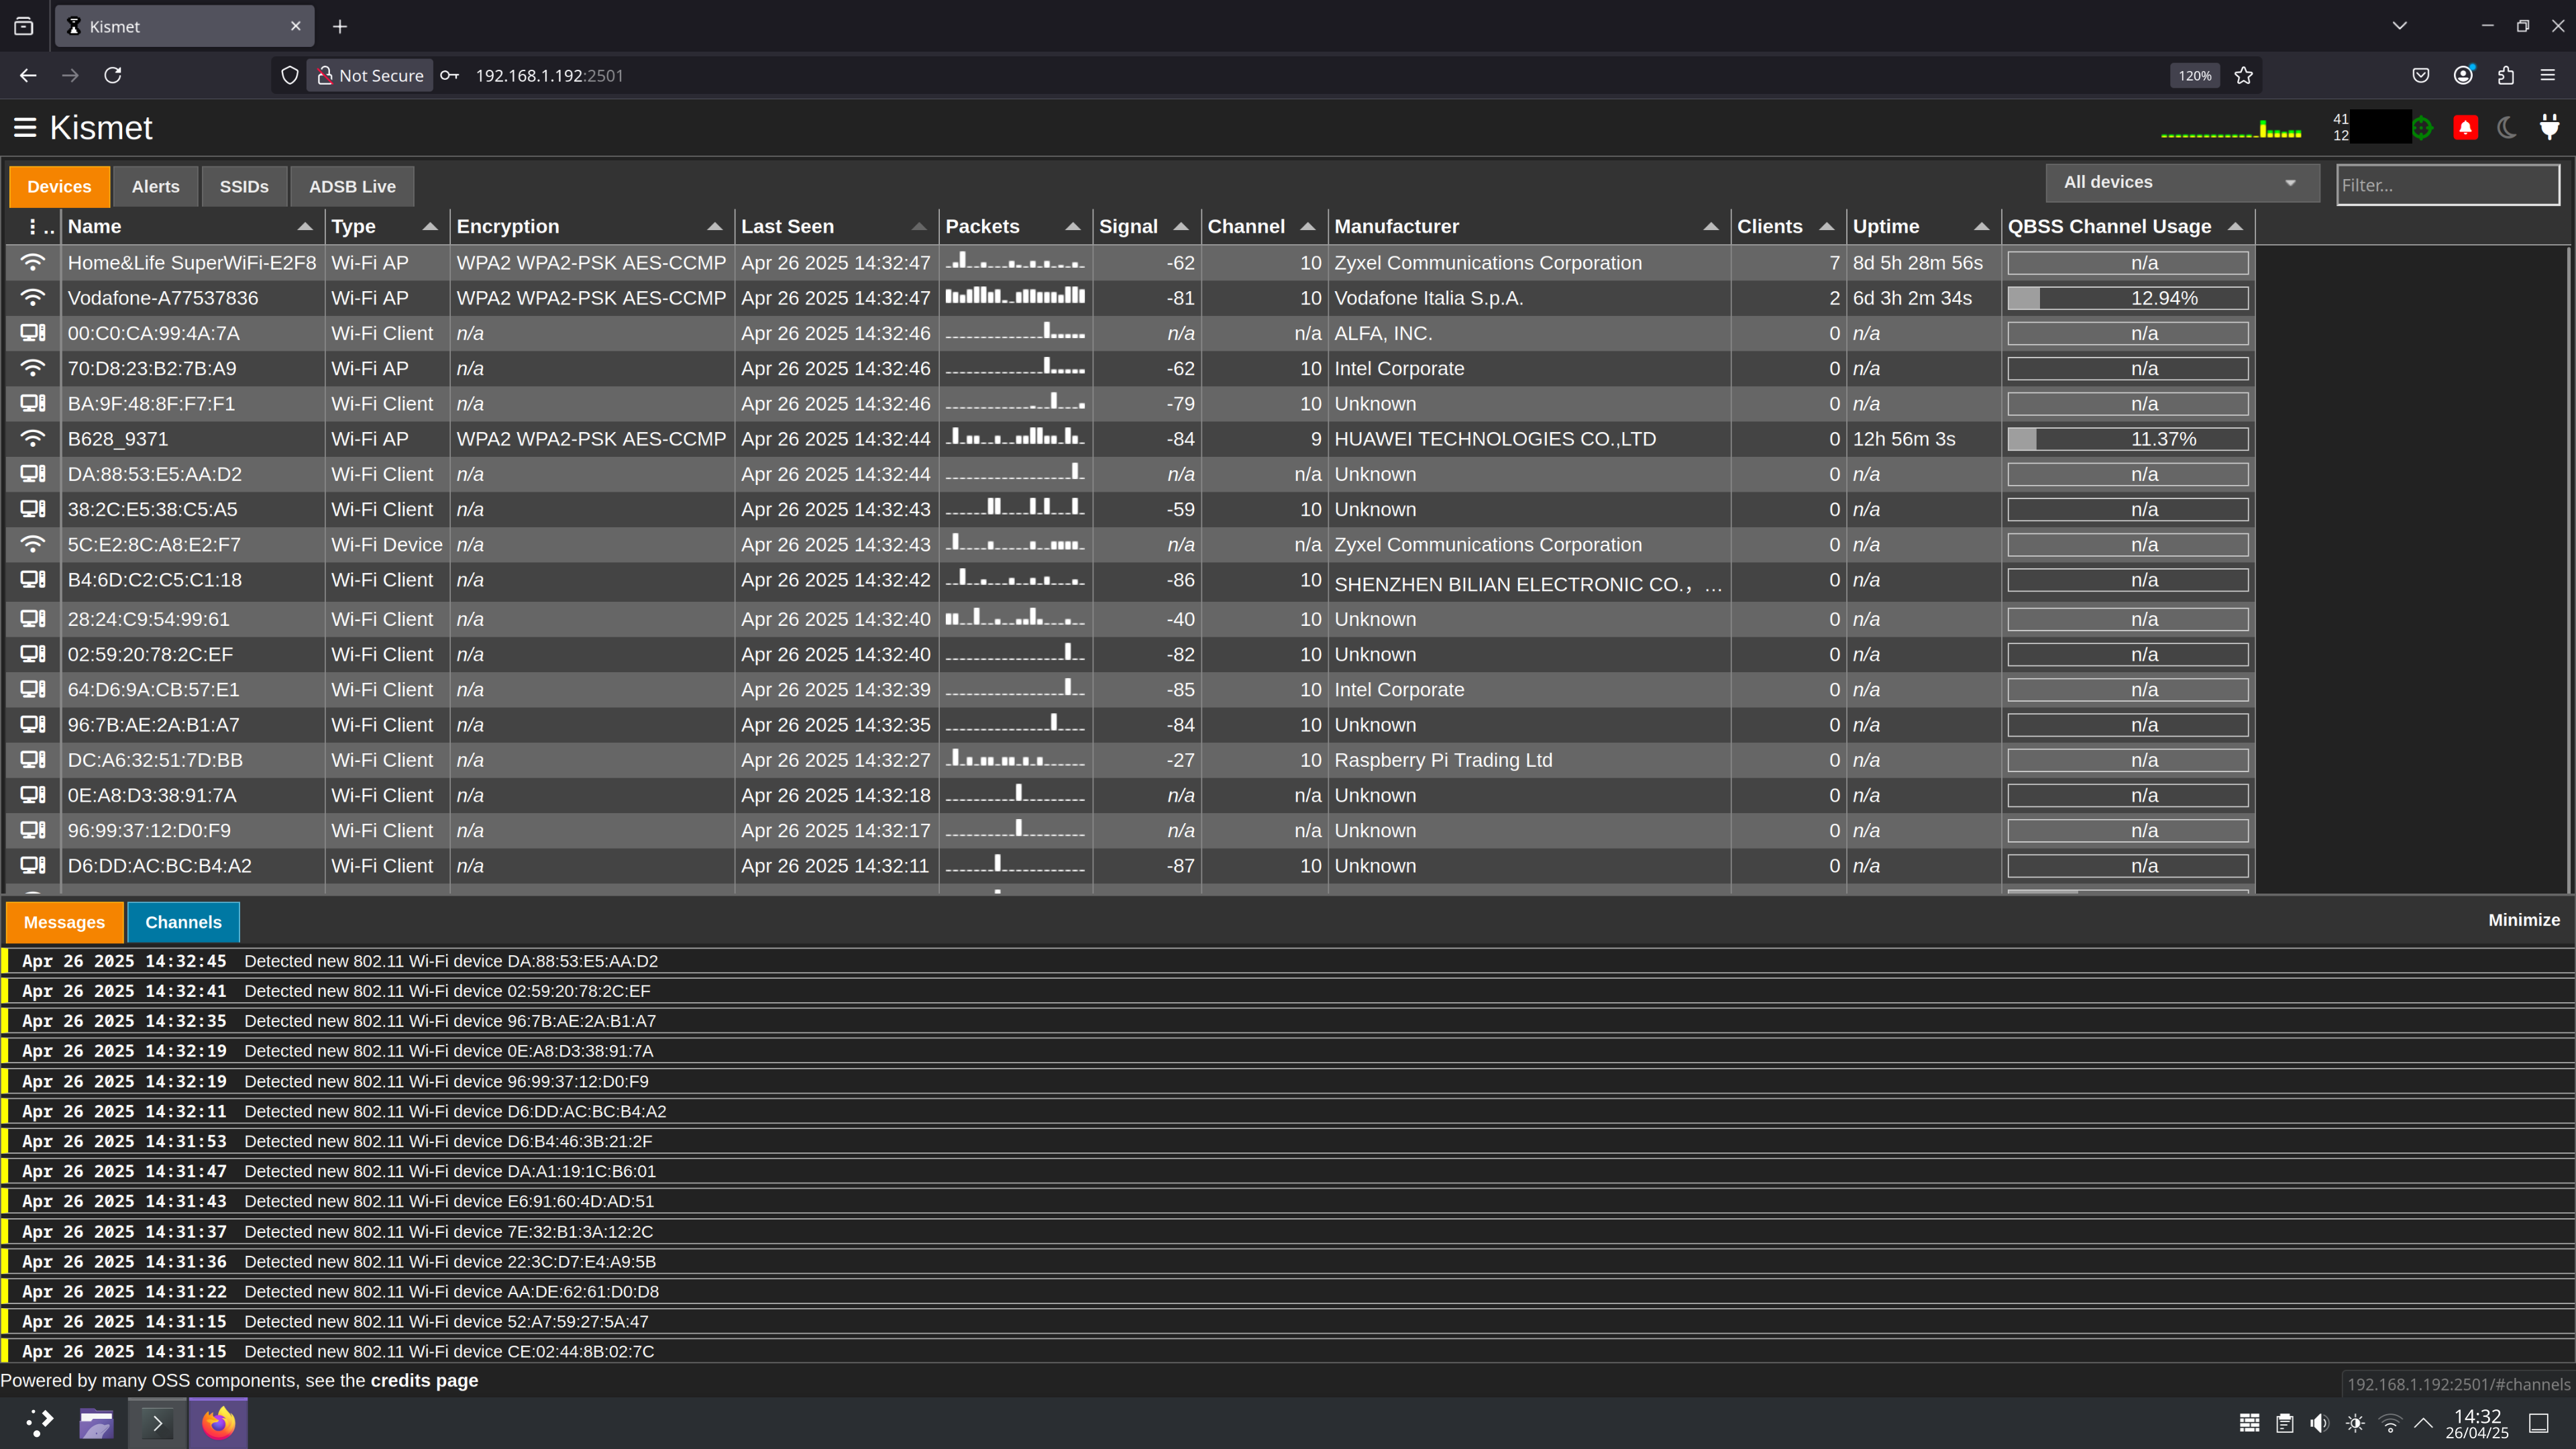 Kismet
Not Secure 192.168.1.192:2501 120%
Kismet 41
12
Devices Alerts SSIDs ADSB Live All devices Filter...
⋮ .. Name Type Encryption Last Seen Packets Signal Channel Manufacturer Clients Uptime QBSS Channel Usage
Home&Life SuperWiFi-E2F8 Wi-Fi AP WPA2 WPA2-PSK AES-CCMP Apr 26 2025 14:32:47 -62 10 Zyxel Communications Corporation 7 8d 5h 28m 56s n/a
Vodafone-A77537836 Wi-Fi AP WPA2 WPA2-PSK AES-CCMP Apr 26 2025 14:32:47 -81 10 Vodafone Italia S.p.A. 2 6d 3h 2m 34s 12.94%
00:C0:CA:99:4A:7A Wi-Fi Client n/a Apr 26 2025 14:32:46 n/a n/a ALFA, INC. 0 n/a n/a
70:D8:23:B2:7B:A9 Wi-Fi AP n/a Apr 26 2025 14:32:46 -62 10 Intel Corporate 0 n/a n/a
BA:9F:48:8F:F7:F1 Wi-Fi Client n/a Apr 26 2025 14:32:46 -79 10 Unknown 0 n/a n/a
B628_9371 Wi-Fi AP WPA2 WPA2-PSK AES-CCMP Apr 26 2025 14:32:44 -84 9 HUAWEI TECHNOLOGIES CO.,LTD 0 12h 56m 3s 11.37%
DA:88:53:E5:AA:D2 Wi-Fi Client n/a Apr 26 2025 14:32:44 n/a n/a Unknown 0 n/a n/a
38:2C:E5:38:C5:A5 Wi-Fi Client n/a Apr 26 2025 14:32:43 -59 10 Unknown 0 n/a n/a
5C:E2:8C:A8:E2:F7 Wi-Fi Device n/a Apr 26 2025 14:32:43 n/a n/a Zyxel Communications Corporation 0 n/a n/a
B4:6D:C2:C5:C1:18 Wi-Fi Client n/a Apr 26 2025 14:32:42 -86 10 SHENZHEN BILIAN ELECTRONIC CO.， … 0 n/a n/a
28:24:C9:54:99:61 Wi-Fi Client n/a Apr 26 2025 14:32:40 -40 10 Unknown 0 n/a n/a
02:59:20:78:2C:EF Wi-Fi Client n/a Apr 26 2025 14:32:40 -82 10 Unknown 0 n/a n/a
64:D6:9A:CB:57:E1 Wi-Fi Client n/a Apr 26 2025 14:32:39 -85 10 Intel Corporate 0 n/a n/a
96:7B:AE:2A:B1:A7 Wi-Fi Client n/a Apr 26 2025 14:32:35 -84 10 Unknown 0 n/a n/a
DC:A6:32:51:7D:BB Wi-Fi Client n/a Apr 26 2025 14:32:27 -27 10 Raspberry Pi Trading Ltd 0 n/a n/a
0E:A8:D3:38:91:7A Wi-Fi Client n/a Apr 26 2025 14:32:18 n/a n/a Unknown 0 n/a n/a
96:99:37:12:D0:F9 Wi-Fi Client n/a Apr 26 2025 14:32:17 n/a n/a Unknown 0 n/a n/a
D6:DD:AC:BC:B4:A2 Wi-Fi Client n/a Apr 26 2025 14:32:11 -87 10 Unknown 0 n/a n/a
Messages Channels Minimize
Apr 26 2025 14:32:45 Detected new 802.11 Wi-Fi device DA:88:53:E5:AA:D2
Apr 26 2025 14:32:41 Detected new 802.11 Wi-Fi device 02:59:20:78:2C:EF
Apr 26 2025 14:32:35 Detected new 802.11 Wi-Fi device 96:7B:AE:2A:B1:A7
Apr 26 2025 14:32:19 Detected new 802.11 Wi-Fi device 0E:A8:D3:38:91:7A
Apr 26 2025 14:32:19 Detected new 802.11 Wi-Fi device 96:99:37:12:D0:F9
Apr 26 2025 14:32:11 Detected new 802.11 Wi-Fi device D6:DD:AC:BC:B4:A2
Apr 26 2025 14:31:53 Detected new 802.11 Wi-Fi device D6:B4:46:3B:21:2F
Apr 26 2025 14:31:47 Detected new 802.11 Wi-Fi device DA:A1:19:1C:B6:01
Apr 26 2025 14:31:43 Detected new 802.11 Wi-Fi device E6:91:60:4D:AD:51
Apr 26 2025 14:31:37 Detected new 802.11 Wi-Fi device 7E:32:B1:3A:12:2C
Apr 26 2025 14:31:36 Detected new 802.11 Wi-Fi device 22:3C:D7:E4:A9:5B
Apr 26 2025 14:31:22 Detected new 802.11 Wi-Fi device AA:DE:62:61:D0:D8
Apr 26 2025 14:31:15 Detected new 802.11 Wi-Fi device 52:A7:59:27:5A:47
Apr 26 2025 14:31:15 Detected new 802.11 Wi-Fi device CE:02:44:8B:02:7C
Powered by many OSS components, see the credits page
192.168.1.192:2501/#channels
14:32
26/04/25